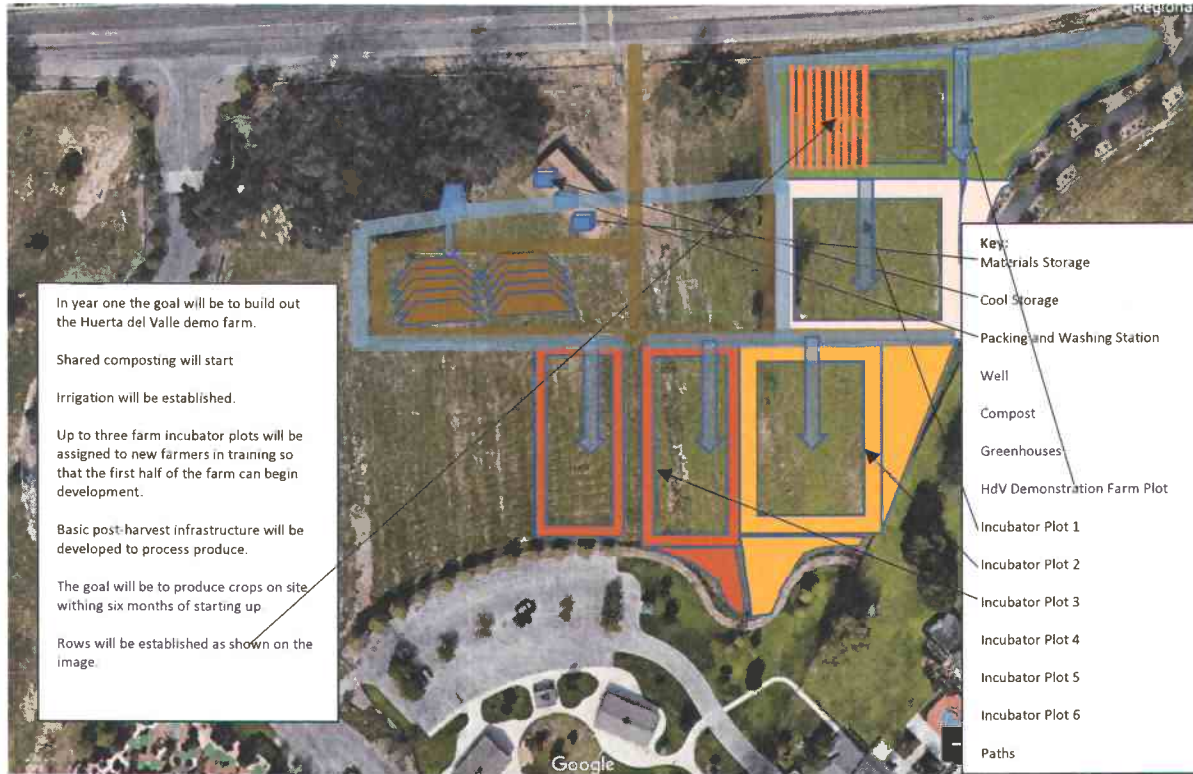 Regiona
In year one the goal will be to build out
the Huerta del Valle demo farm.
Shared composting will start
Irrigation will be established.
Up to three farm incubator plots will be
assigned to new farmers in training so
that the first half of the farm can begin
development.
Basic post-harvest infrastructure will be
developed to process produce.
The goal will be to produce crops on site
withing six months of starting up
Rows will be established as shown on the
image.
Key:
Materials Storage
Cool Storage
Packing and Washing Station
Well
Compost
Greenhouses
HdV Demonstration Farm Plot
Incubator Plot 1
Incubator Plot 2
Incubator Plot 3
Incubator Plot 4
Incubator Plot 5
Incubator Plot 6
Paths
Google